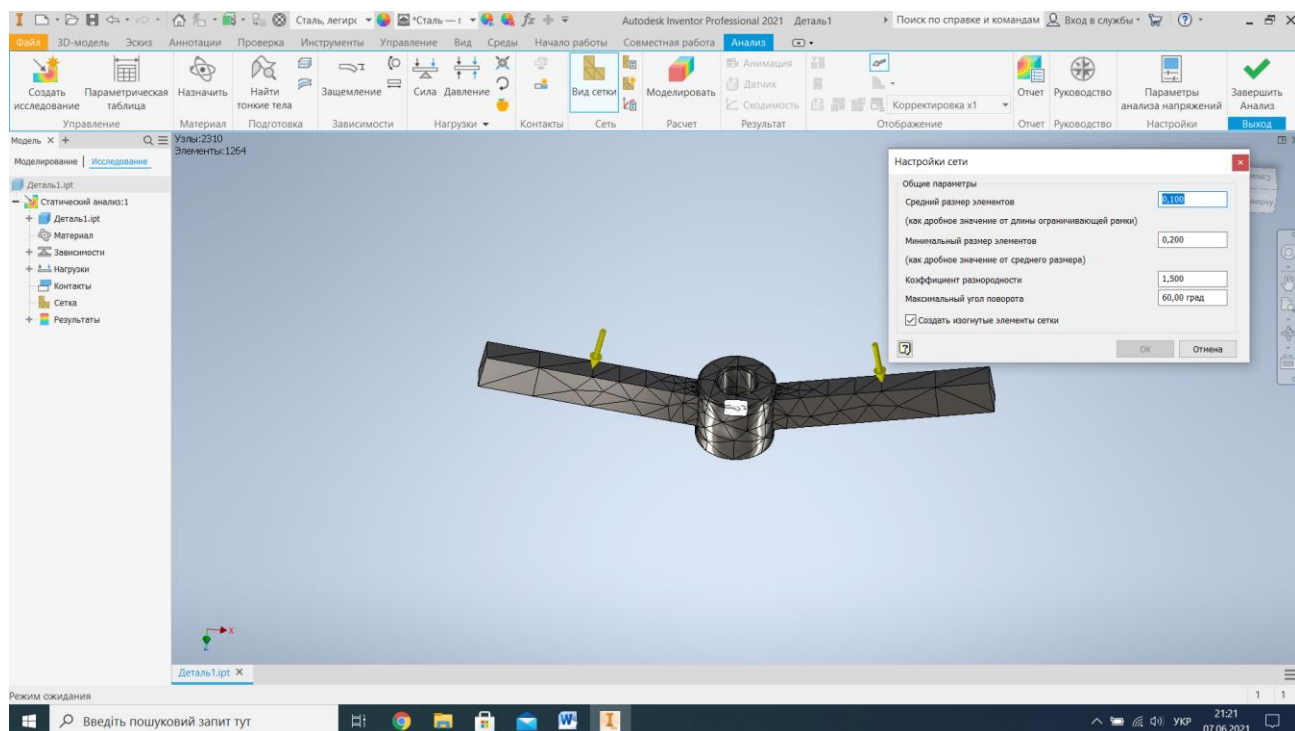 Сталь, легирс
*Сталь — г
fx
Autodesk Inventor Professional 2021 Деталь1
Поиск по справке и командам
Вход в службы
Файл 3D-модель Эскиз Аннотации Проверка Инструменты Управление Вид Среды Начало работы Совместная работа Анализ
Создать исследование
Параметрическая таблица
Назначить
Найти тонкие тела
Защемление
Сила
Давление
Вид сетки
Моделировать
Анимация
Датчик
Сходимость
Корректировка x1
Отчет
Руководство
Параметры анализа напряжений
Завершить Анализ
Управление Материал Подготовка Зависимости Нагрузки Контакты Сеть Расчет Результат Отображение Отчет Руководство Настройки Выход
Модель × +
Моделирование | Исследование
Деталь1.ipt
Статический анализ:1
Деталь1.ipt
Материал
Зависимости
Нагрузки
Контакты
Сетка
Результаты
Узлы:2310
Элементы:1264
Настройки сети
Общие параметры
Средний размер элементов 0,100
(как дробное значение от длины ограничивающей рамки)
Минимальный размер элементов 0,200
(как дробное значение от среднего размера)
Коэффициент разнородности 1,500
Максимальный угол поворота 60,00 град
Создать изогнутые элементы сетки
ОК Отмена
X
Z
Деталь1.ipt ×
Режим ожидания
1 1
Введіть пошуковий запит тут
УКР
21:21
07.06.2021